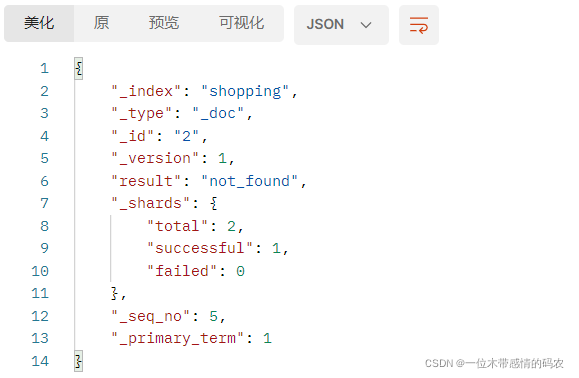 美化 原 预览 可视化 JSON
1 {
2 "_index": "shopping",
3 "_type": "_doc",
4 "_id": "2",
5 "_version": 1,
6 "result": "not_found",
7 "_shards": {
8 "total": 2,
9 "successful": 1,
10 "failed": 0
11 },
12 "_seq_no": 5,
13 "_primary_term": 1
14 }
CSDN @一位木带感情的码农